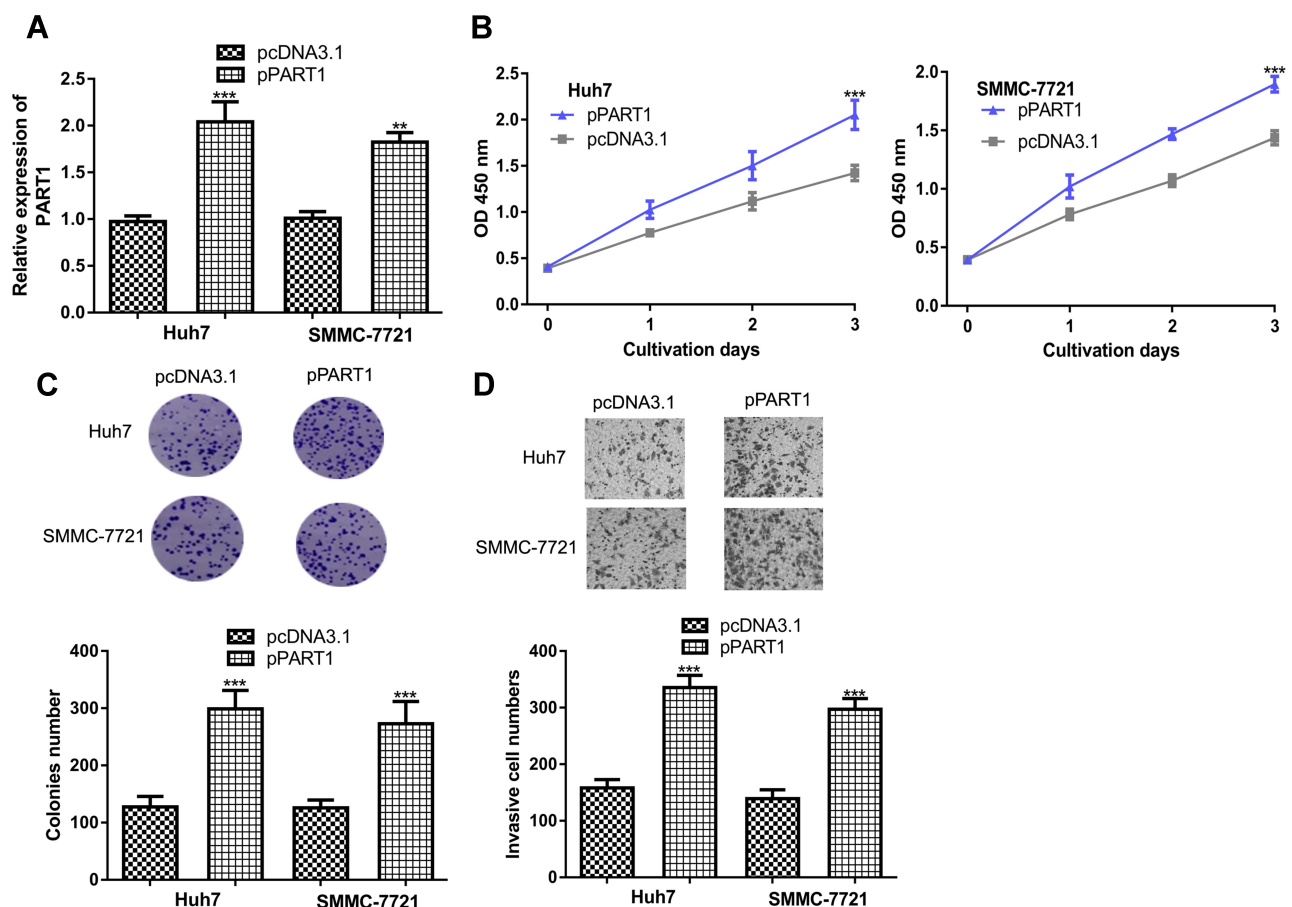 A
pcDNA3.1
pPART1
Relative expression of
PART1
2.5
2.0
1.5
1.0
0.5
0.0
***
**
Huh7
SMMC-7721
B
Huh7
pPART1
pcDNA3.1
OD 450 nm
2.5
2.0
1.5
1.0
0.5
0.0
***
0 1 2 3
Cultivation days
SMMC-7721
pPART1
pcDNA3.1
OD 450 nm
2.0
1.5
1.0
0.5
0.0
***
0 1 2 3
Cultivation days
C
pcDNA3.1 pPART1
Huh7
SMMC-7721
pcDNA3.1
pPART1
Colonies number
400
300
200
100
0
***
***
Huh7
SMMC-7721
D
pcDNA3.1 pPART1
Huh7
SMMC-7721
pcDNA3.1
pPART1
Invasive cell numbers
400
300
200
100
0
***
***
Huh7
SMMC-7721